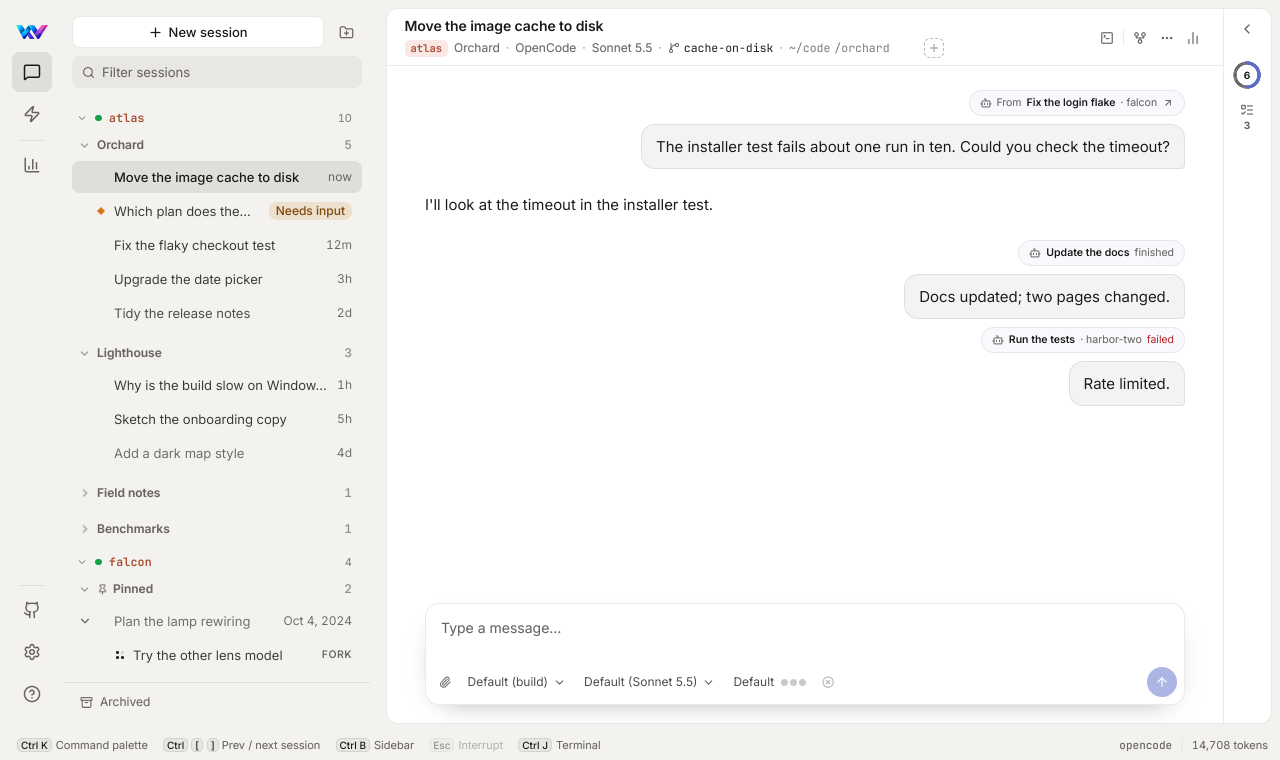 New session
Filter sessions
atlas 10
Orchard 5
Move the image cache to disk now
Which plan does the... Needs input
Fix the flaky checkout test 12m
Upgrade the date picker 3h
Tidy the release notes 2d
Lighthouse 3
Why is the build slow on Window... 1h
Sketch the onboarding copy 5h
Add a dark map style 4d
Field notes 1
Benchmarks 1
falcon 4
Pinned 2
Plan the lamp rewiring Oct 4, 2024
Try the other lens model FORK
Archived
Move the image cache to disk
atlas Orchard · OpenCode · Sonnet 5.5 · cache-on-disk · ~/code/orchard
From Fix the login flake · falcon
The installer test fails about one run in ten. Could you check the timeout?
I'll look at the timeout in the installer test.
Update the docs finished
Docs updated; two pages changed.
Run the tests · harbor-two failed
Rate limited.
Type a message...
Default (build) Default (Sonnet 5.5) Default
6
3
Ctrl K Command palette · Ctrl [ ] Prev / next session · Ctrl B Sidebar · Esc Interrupt · Ctrl J Terminal
opencode 14,708 tokens